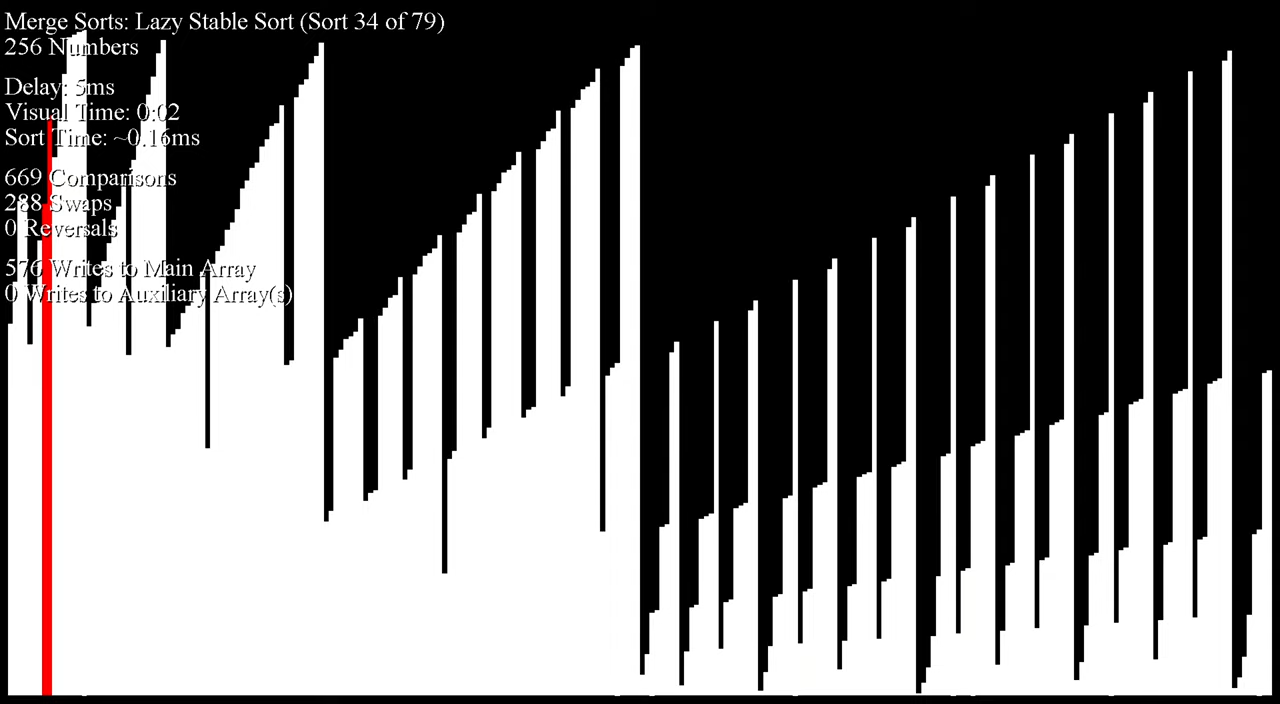 Merge Sorts: Lazy Stable Sort (Sort 34 of 79)
256 Numbers
Delay: 5ms
Visual Time: 0:02
Sort Time: ~0.16ms
669 Comparisons
288 Swaps
0 Reversals
576 Writes to Main Array
0 Writes to Auxiliary Array(s)